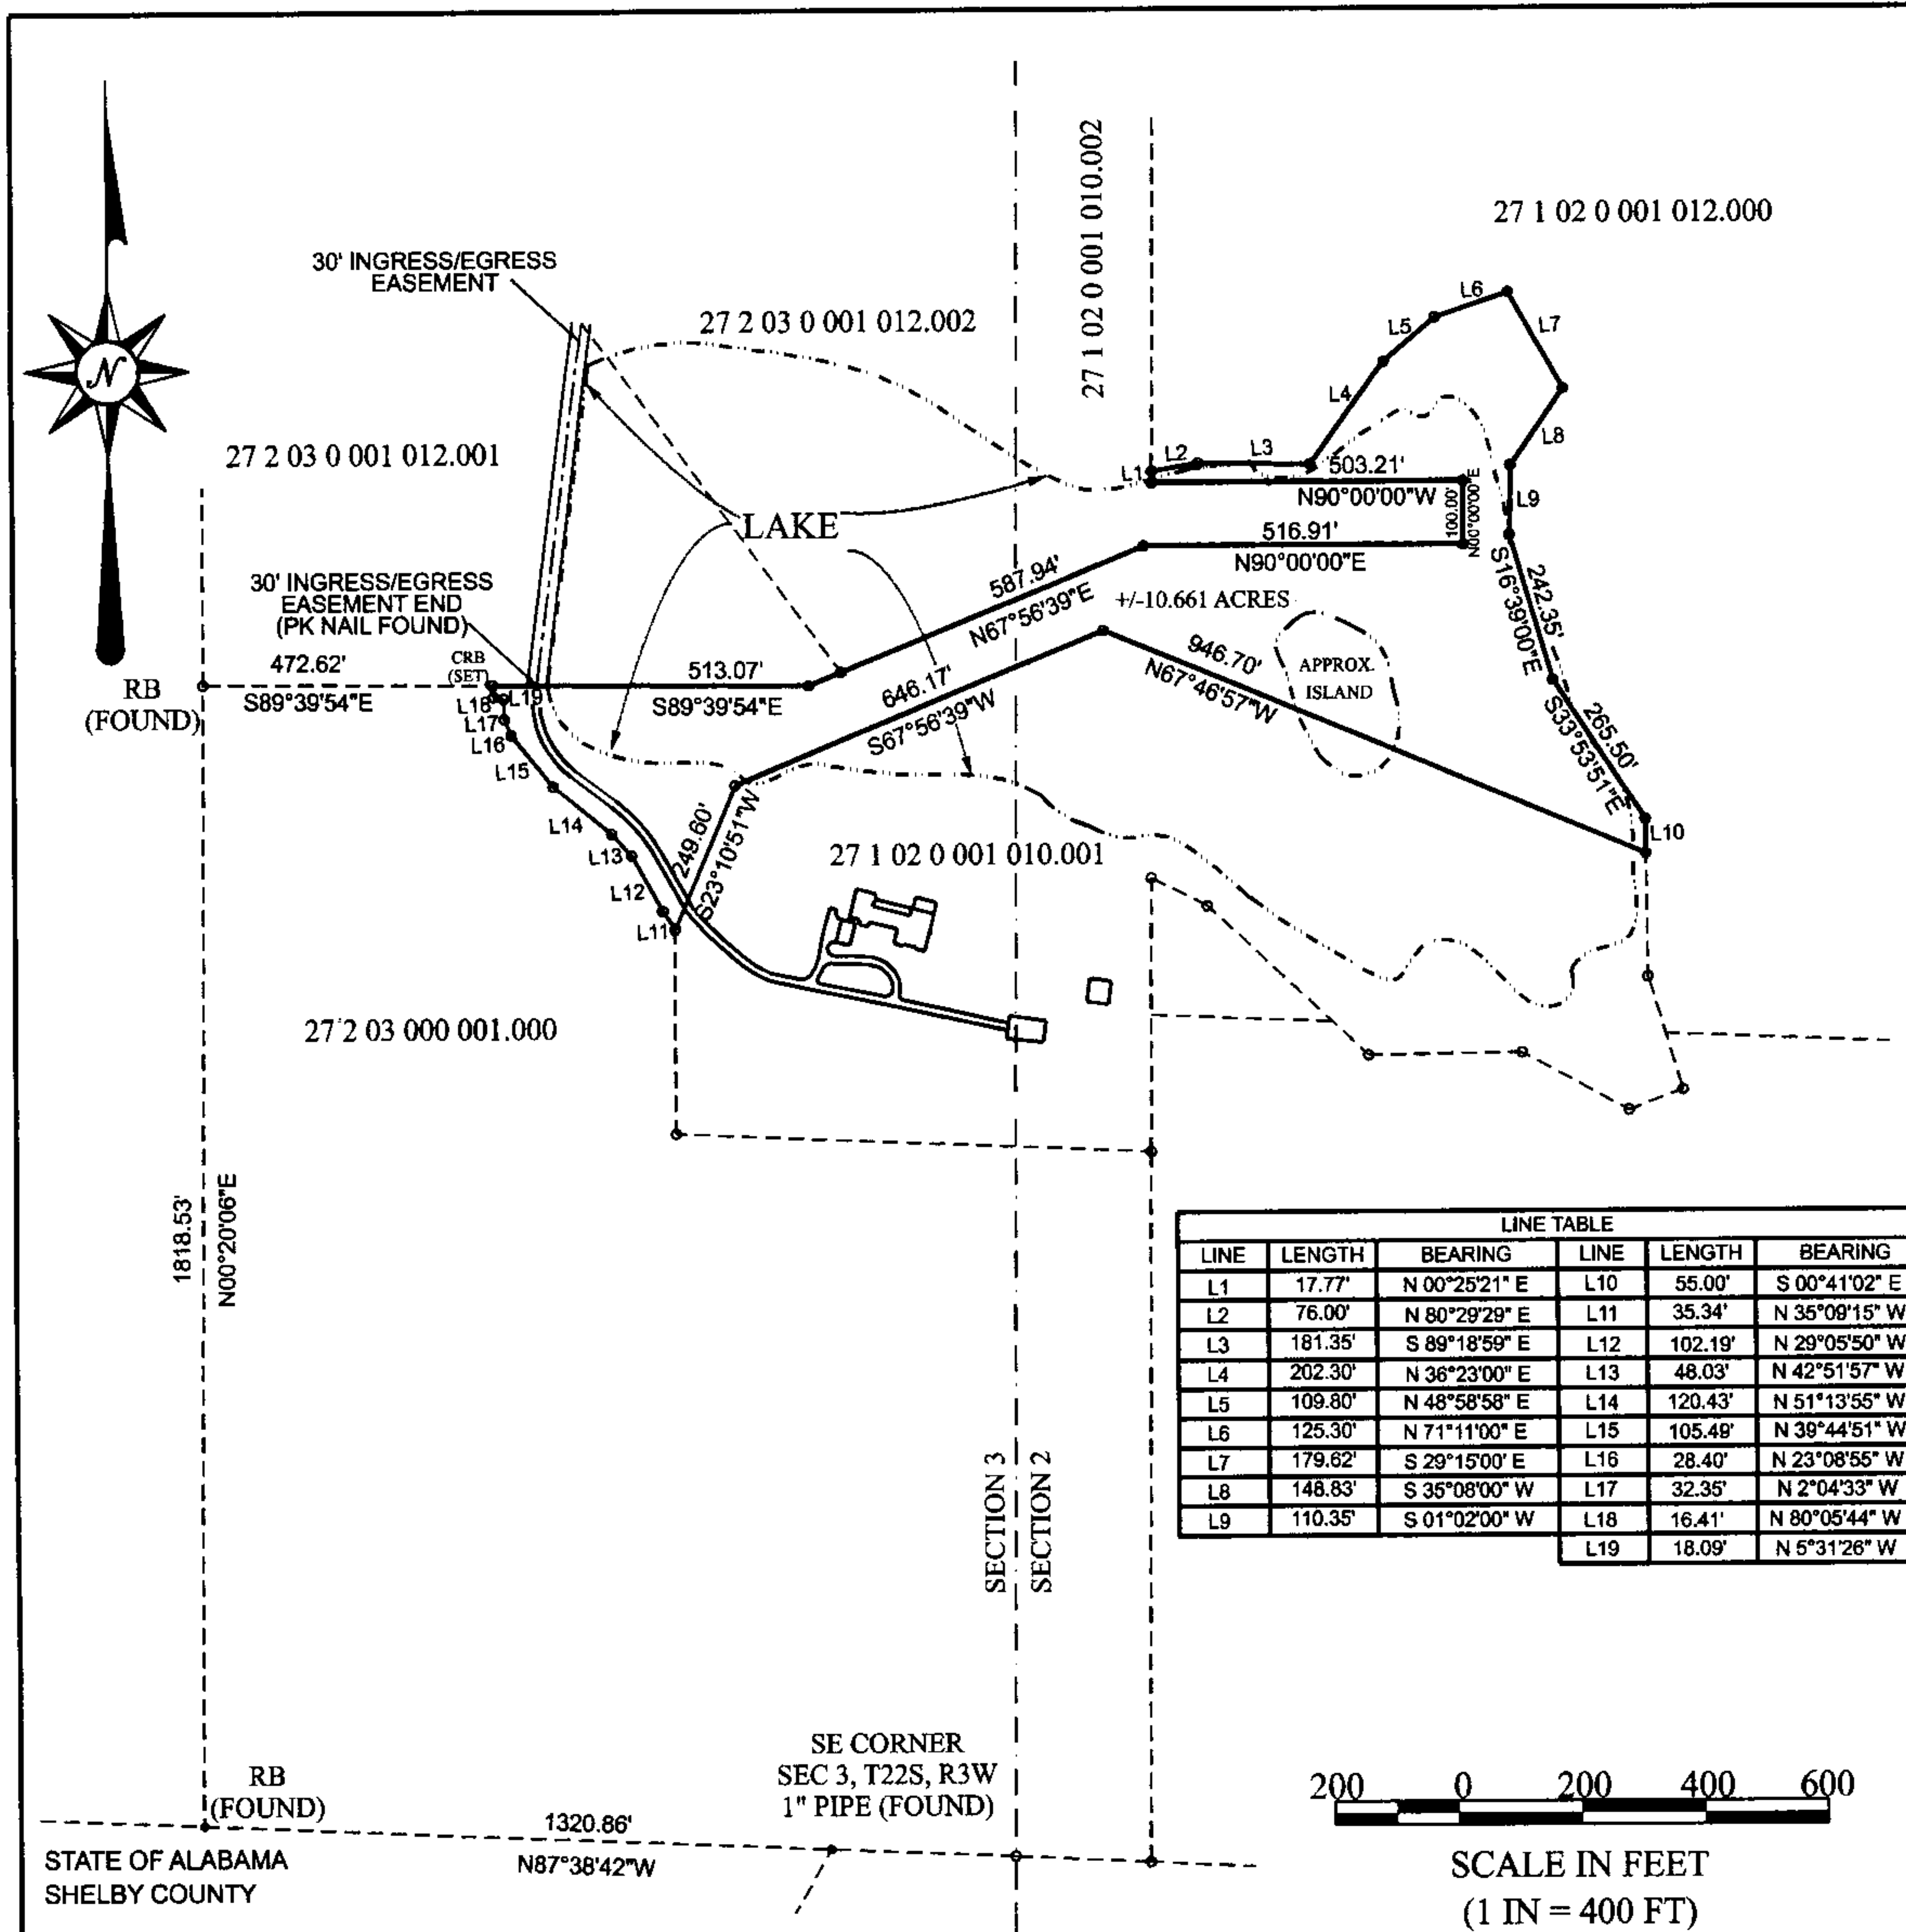 27 1 02 0 001 010.002
27 1 02 0 001 012.000
30' INGRESS/EGRESS
EASEMENT
27 2 03 0 001 012.002
L6
L5
L7
L4
N
27 2 03 0 001 012.001
L8
L2
L3
L1
503.21'
N90°00'00"W
100.00'
N00°00'00"E
L9
LAKE
516.91'
N90°00'00"E
30' INGRESS/EGRESS
EASEMENT END
(PK NAIL FOUND)
587.94'
N67°56'39"E
+/-10.661 ACRES
242.35'
S16°39'00"E
472.62'
S89°39'54"E
CRB
(SET)
RB
(FOUND)
513.07'
S89°39'54"E
646.17'
S67°56'39"W
946.70'
N67°46'57"W
APPROX.
ISLAND
265.50'
S33°53'51"E
L19
L18
L17
L16
L15
L14
L13
L12
L11
L10
249.60'
S23°10'51"W
27 1 02 0 001 010.001
27 2 03 000 001.000
1818.53'
N00°20'06"E
LINE TABLE
LINE LENGTH BEARING LINE LENGTH BEARING
L1 17.77' N 00°25'21" E L10 55.00' S 00°41'02" E
L2 76.00' N 80°29'29" E L11 35.34' N 35°09'15" W
L3 181.35' S 89°18'59" E L12 102.19' N 29°05'50" W
L4 202.30' N 36°23'00" E L13 48.03' N 42°51'57" W
L5 109.80' N 48°58'58" E L14 120.43' N 51°13'55" W
L6 125.30' N 71°11'00" E L15 105.49' N 39°44'51" W
L7 179.62' S 29°15'00' E L16 28.40' N 23°08'55" W
L8 148.83' S 35°08'00" W L17 32.35' N 2°04'33" W
L9 110.35' S 01°02'00" W L18 16.41' N 80°05'44" W
L19 18.09' N 5°31'26" W
SECTION 3
SECTION 2
SE CORNER
SEC 3, T22S, R3W
1" PIPE (FOUND)
RB
(FOUND)
1320.86'
N87°38'42"W
STATE OF ALABAMA
SHELBY COUNTY
200 0 200 400 600
SCALE IN FEET
(1 IN = 400 FT)